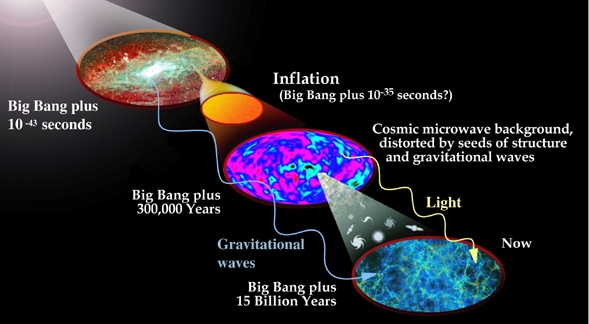 Big Bang plus
10⁻⁴³ seconds
Inflation
(Big Bang plus 10⁻³⁵ seconds?)
Cosmic microwave background,
distorted by seeds of structure
and gravitational waves
Big Bang plus
300,000 Years
Light
Gravitational
waves
Now
Big Bang plus
15 Billion Years